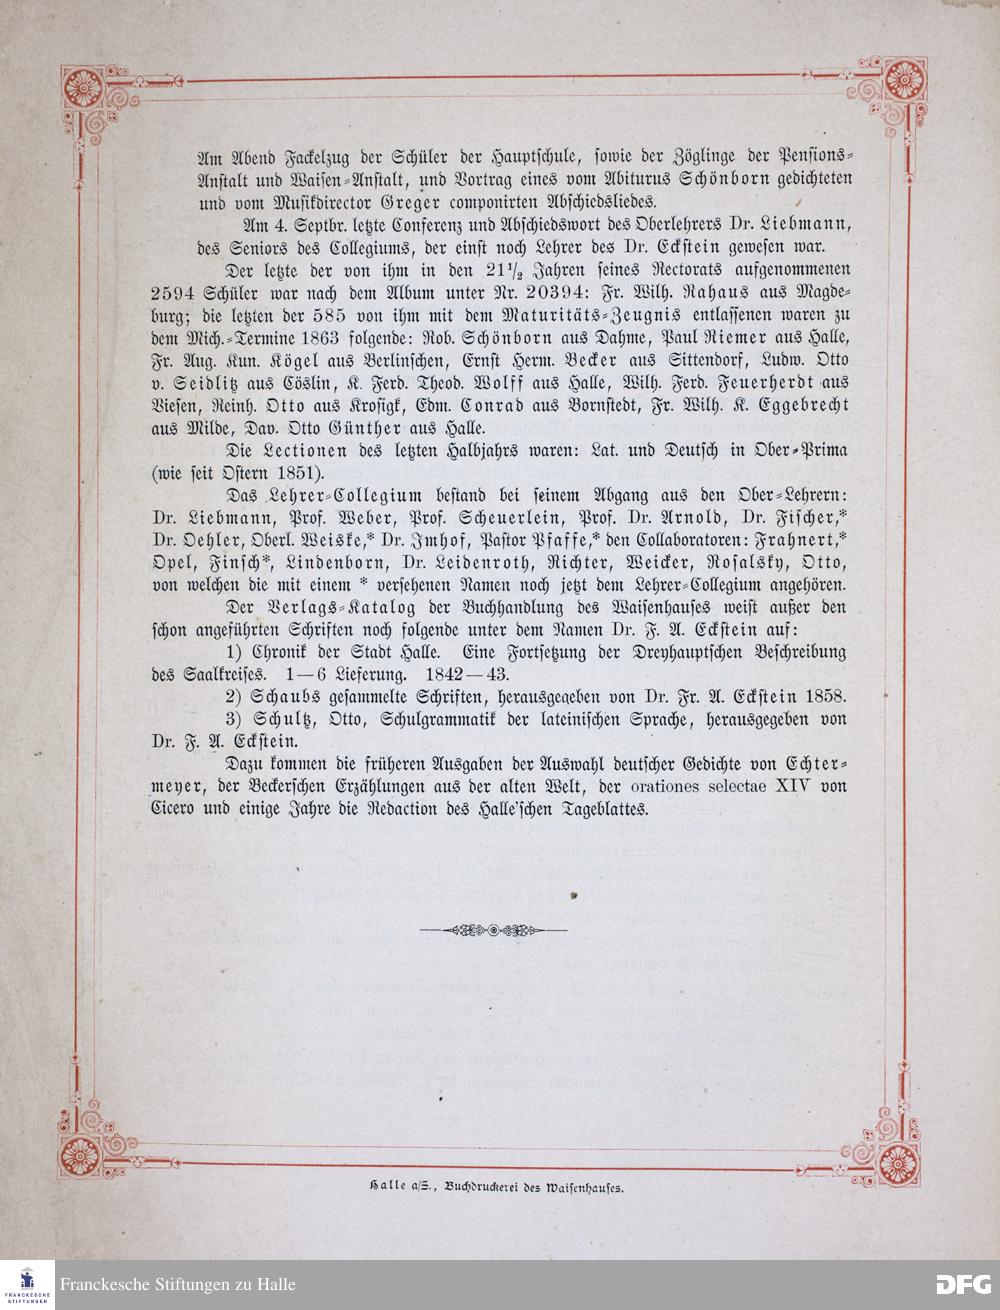 Am Abend Fackelzug der Schüler der Hauptschule, sowie der Zöglinge der Pensions-
Anstalt und Waisen-Anstalt, und Vortrag eines vom Abiturus Schönborn gedichteten
und vom Musikdirector Greger componirten Abschiedsliedes.
Am 4. Septbr. letzte Conferenz und Abschiedswort des Oberlehrers Dr. Liebmann,
des Seniors des Collegiums, der einst noch Lehrer des Dr. Eckstein gewesen war.
Der letzte der von ihm in den 21 1/2 Jahren seines Rectorats aufgenommenen
2594 Schüler war nach dem Album unter Nr. 20394: Fr. Wilh. Rahaus aus Magde-
burg; die letzten der 585 von ihm mit dem Maturitäts-Zeugnis entlassenen waren zu
dem Mich.-Termine 1863 folgende: Rob. Schönborn aus Dahme, Paul Riemer aus Halle,
Fr. Aug. Kun. Kögel aus Berlinchen, Ernst Herm. Becker aus Sittendorf, Ludw. Otto
v. Seidlitz aus Cöslin, K. Ferd. Theod. Wolff aus Halle, Wilh. Ferd. Feuerherdt aus
Viesen, Reinh. Otto aus Krosigk, Edm. Conrad aus Bornstedt, Fr. Wilh. K. Eggebrecht
aus Milde, Dav. Otto Günther aus Halle.
Die Lectionen des letzten Halbjahrs waren: Lat. und Deutsch in Ober-Prima
(wie seit Ostern 1851).
Das Lehrer-Collegium bestand bei seinem Abgang aus den Ober-Lehrern:
Dr. Liebmann, Prof. Weber, Prof. Scheuerlein, Prof. Dr. Arnold, Dr. Fischer,*
Dr. Oehler, Oberl. Weiske,* Dr. Imhof, Pastor Pfaffe,* den Collaboratoren: Frahnert,*
Opel, Finsch*, Lindenborn, Dr. Leidenroth, Richter, Weicker, Rosalsky, Otto,
von welchen die mit einem * versehenen Namen noch jetzt dem Lehrer-Collegium angehören.
Der Verlags-Katalog der Buchhandlung des Waisenhauses weist außer den
schon angeführten Schriften noch folgende unter dem Namen Dr. F. A. Eckstein auf:
1) Chronik der Stadt Halle. Eine Fortsetzung der Dreyhauptschen Beschreibung
des Saalkreises. 1—6 Lieferung. 1842—43.
2) Schaubs gesammelte Schriften, herausgegeben von Dr. Fr. A. Eckstein 1858.
3) Schultz, Otto, Schulgrammatik der lateinischen Sprache, herausgegeben von
Dr. F. A. Eckstein.
Dazu kommen die früheren Ausgaben der Auswahl deutscher Gedichte von Echter-
meyer, der Beckerschen Erzählungen aus der alten Welt, der orationes selectae XIV von
Cicero und einige Jahre die Redaction des Halle'schen Tageblattes.
Halle a/S., Buchdruckerei des Waisenhauses.
FRANCKESCHE
STIFTUNGEN
Franckesche Stiftungen zu Halle
DFG